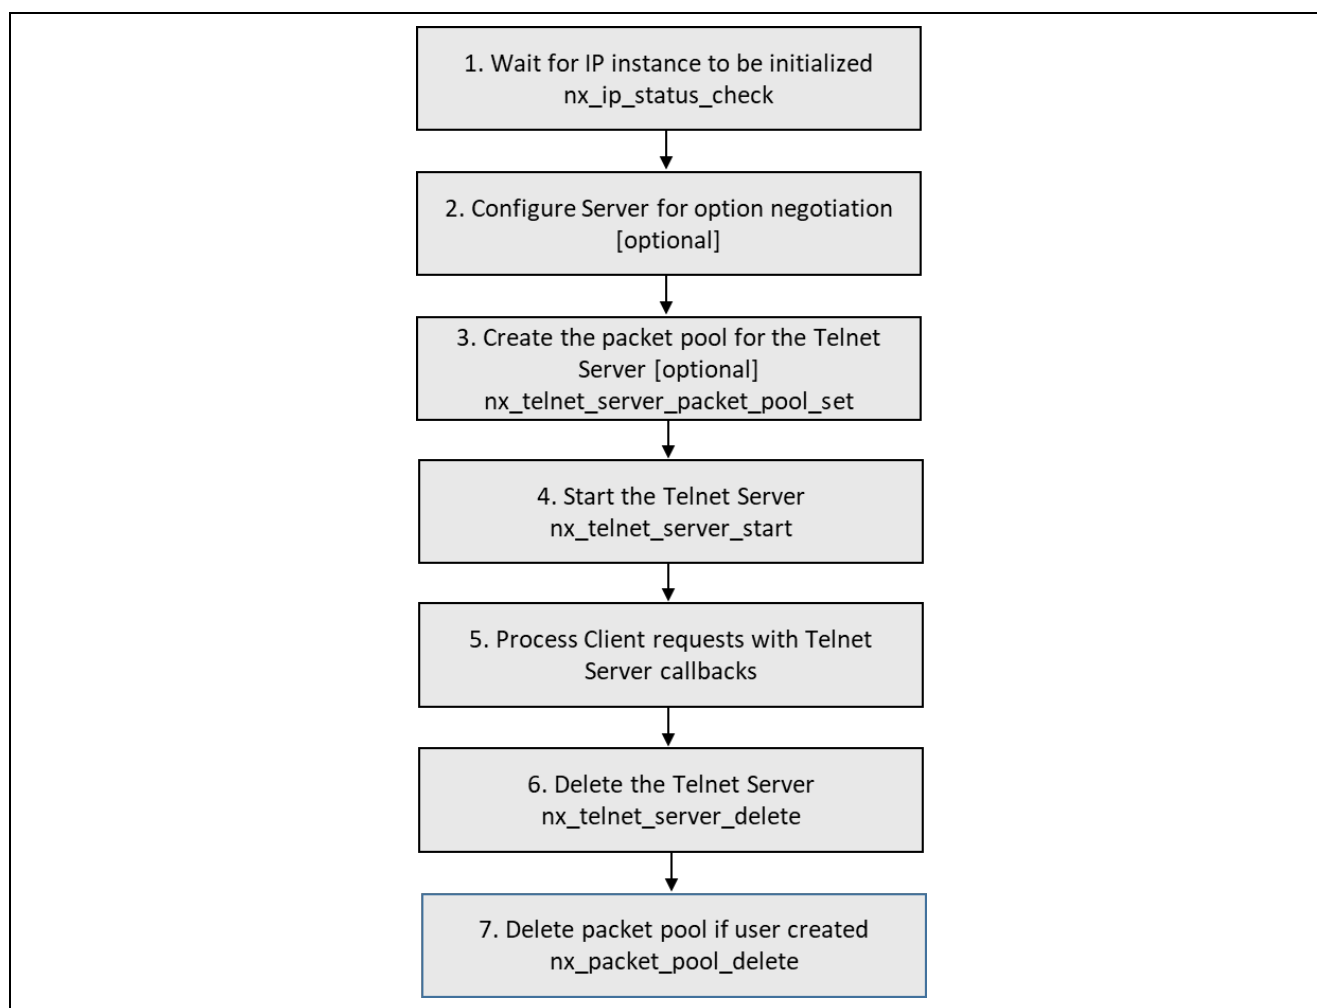 1. Wait for IP instance to be initialized
nx_ip_status_check
2. Configure Server for option negotiation
[optional]
3. Create the packet pool for the Telnet
Server [optional]
nx_telnet_server_packet_pool_set
4. Start the Telnet Server
nx_telnet_server_start
5. Process Client requests with Telnet
Server callbacks
6. Delete the Telnet Server
nx_telnet_server_delete
7. Delete packet pool if user created
nx_packet_pool_delete